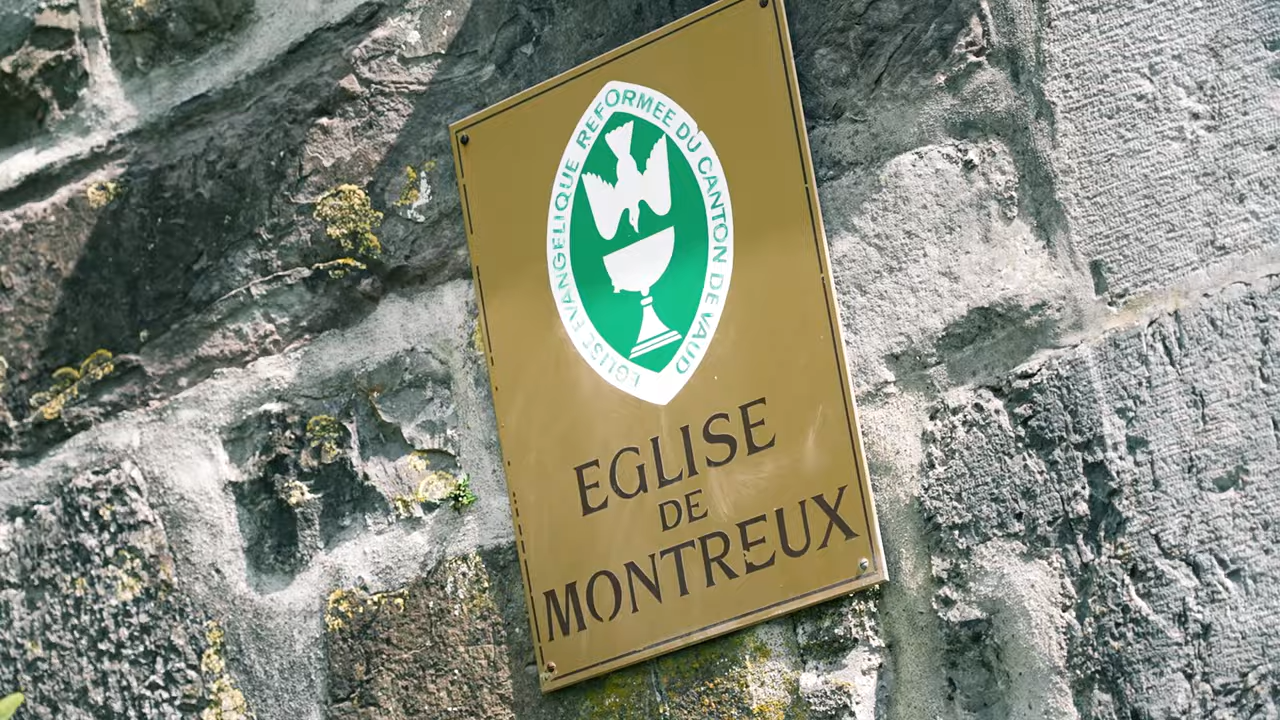 EGLISE EVANGELIQUE REFORMEE DU CANTON DE VAUD
EGLISE
DE
MONTREUX